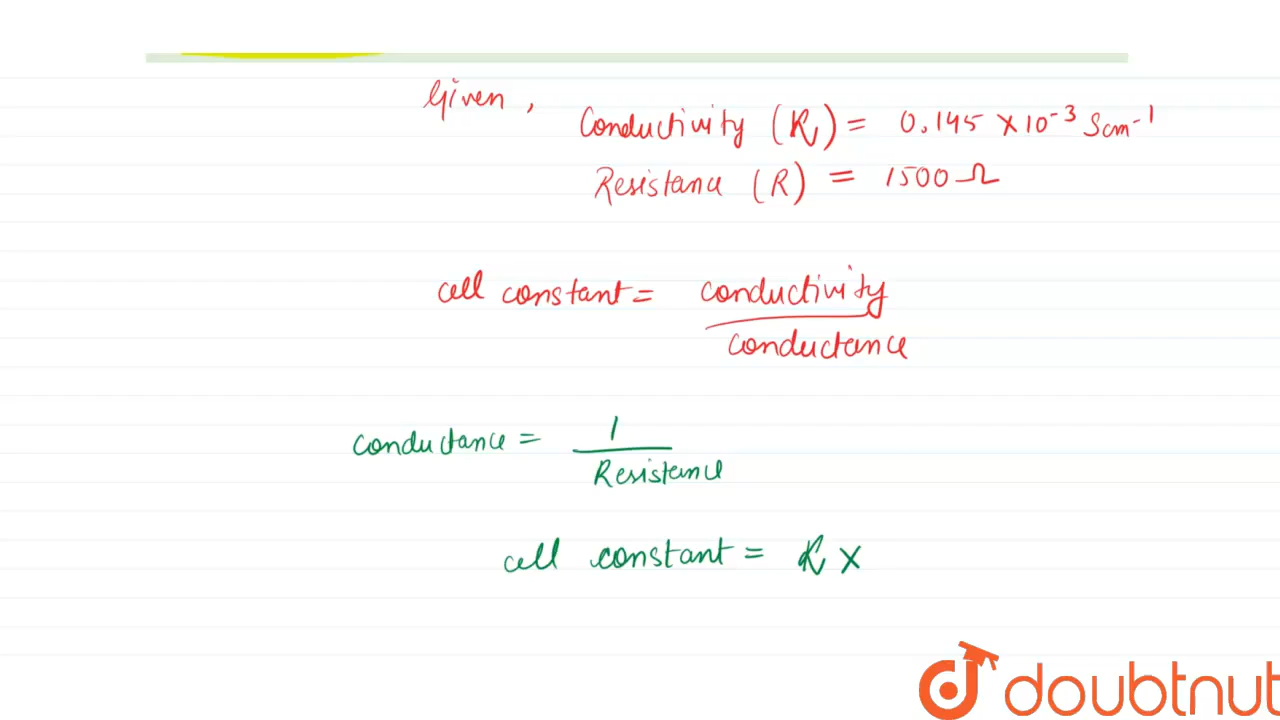 Given,
Conductivity (K) = 0.145 × 10⁻³ Scm⁻¹
Resistance (R) = 1500 Ω
cell constant = conductivity
conductance
conductance = 1
Resistance
cell constant = K ×
doubtnut